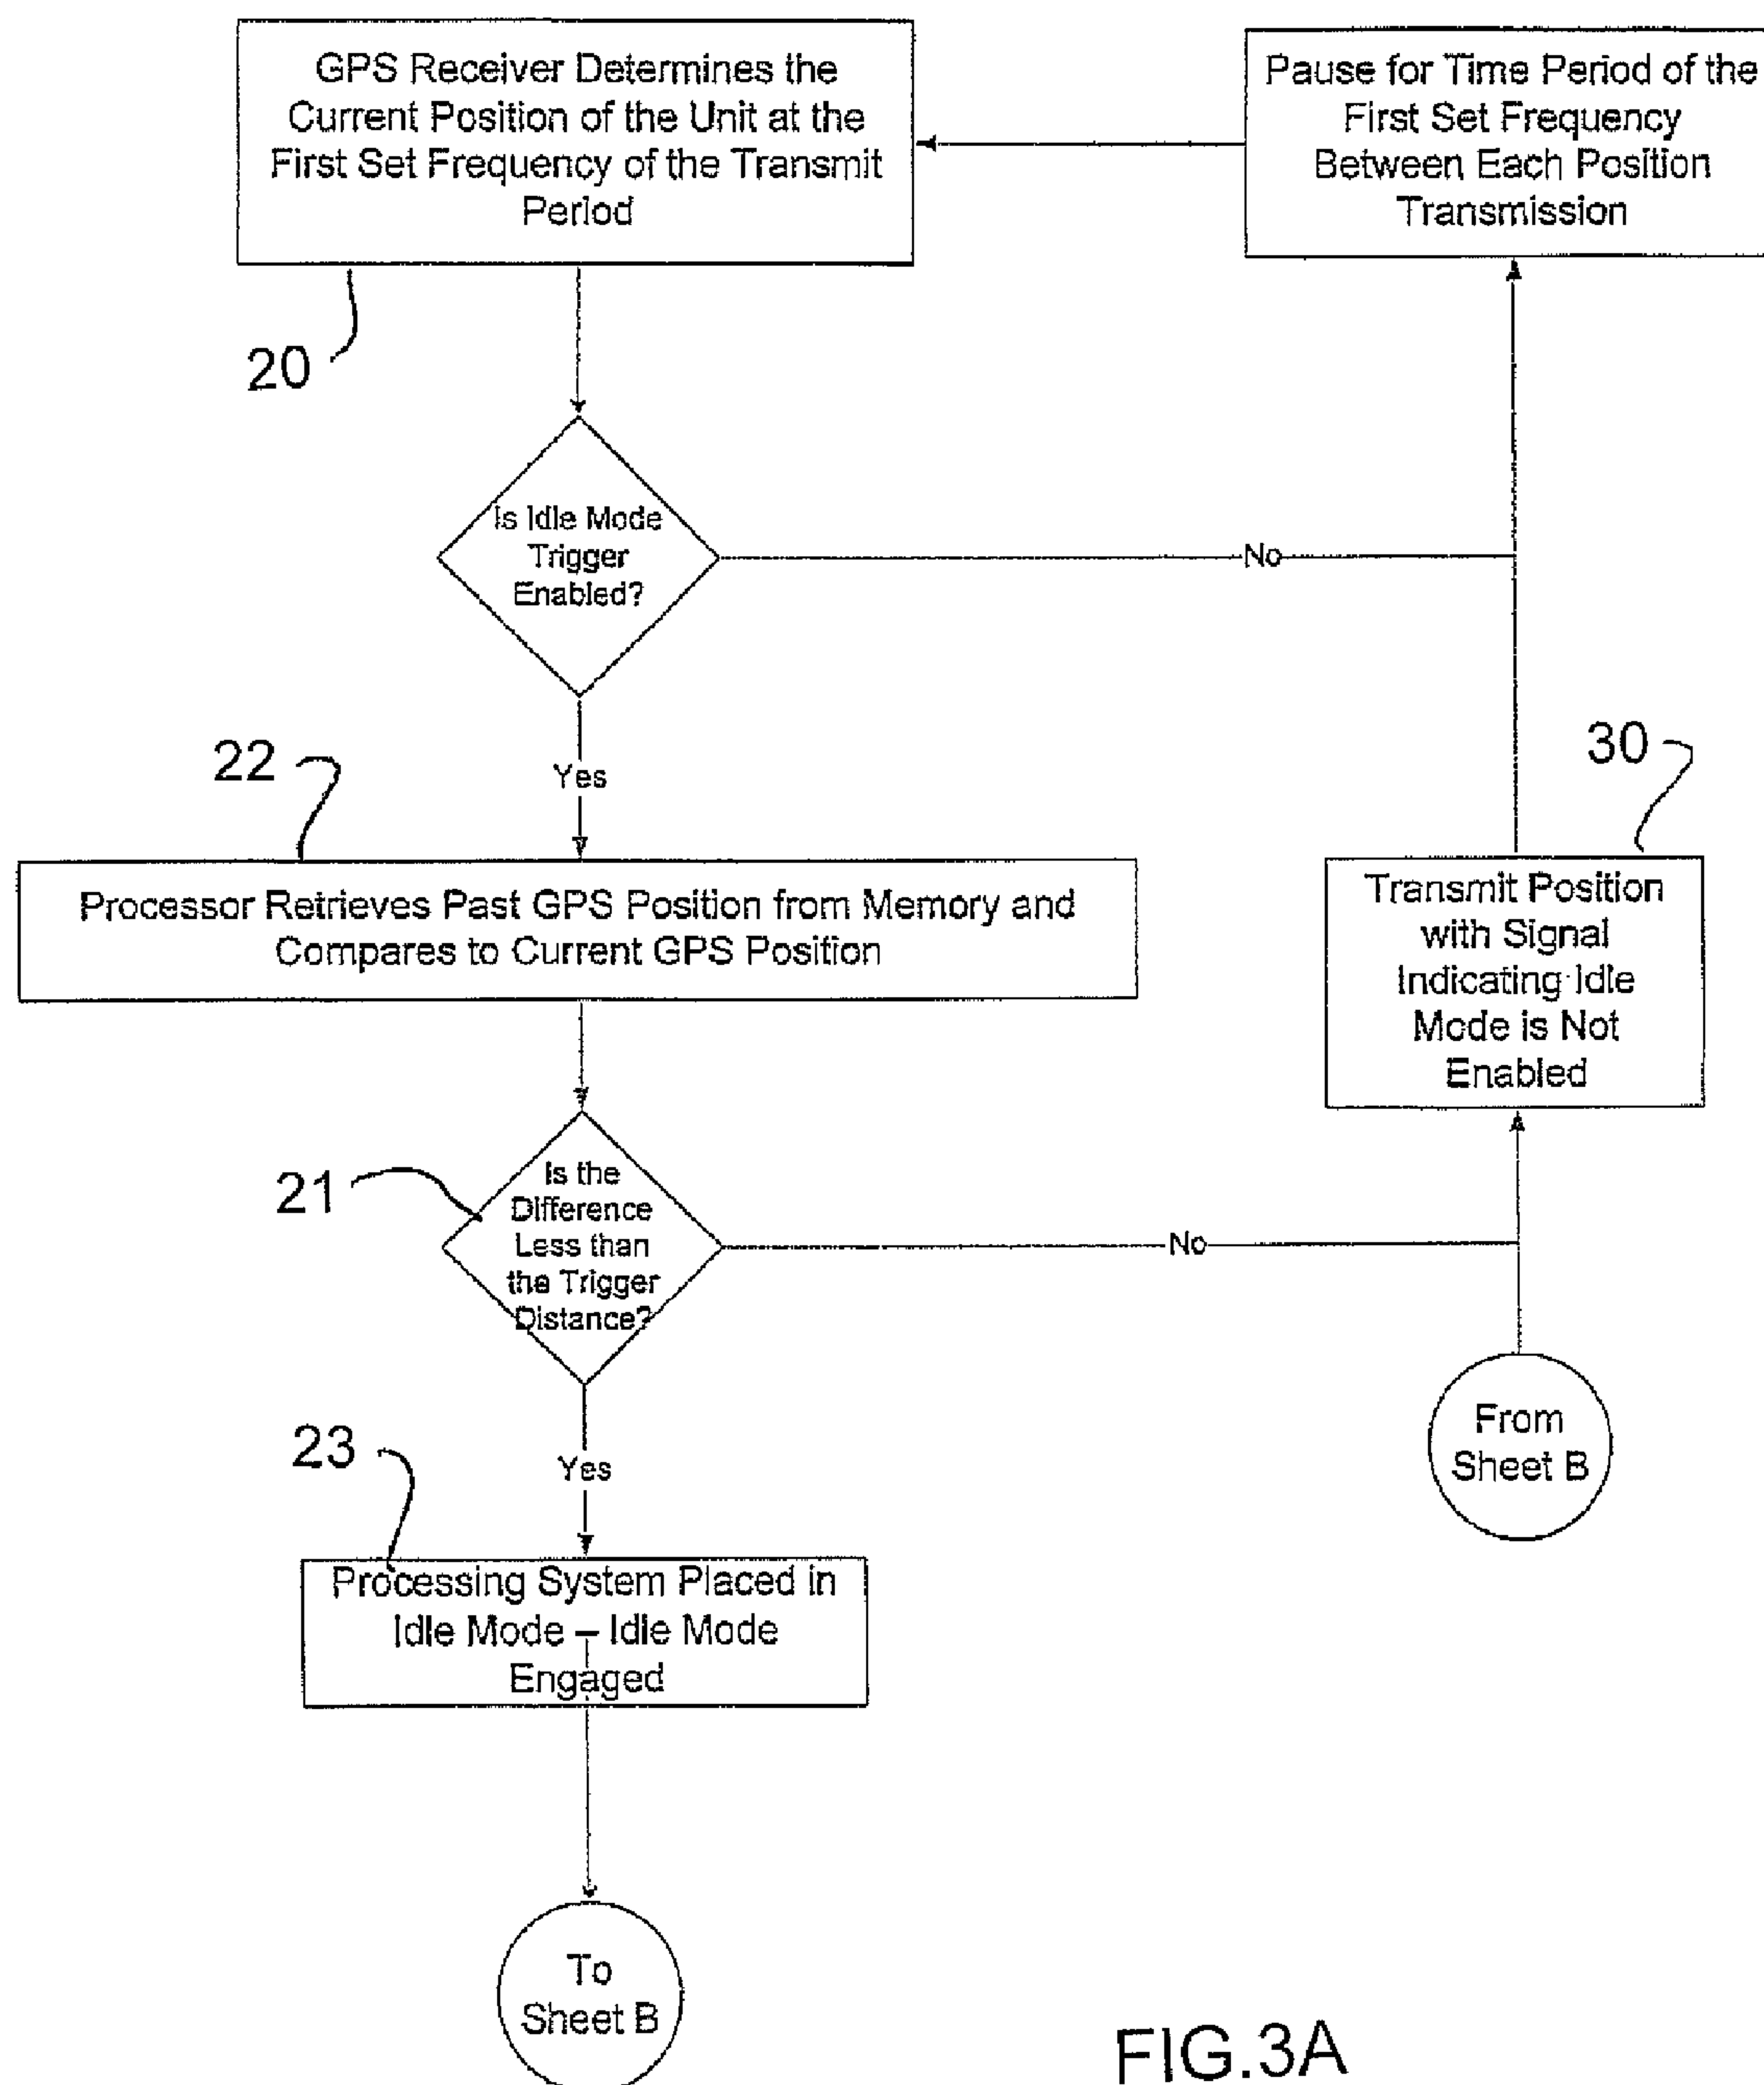 GPS Receiver Determines the
Current Position of the Unit at the
First Set Frequency of the Transmit
Period
Pause for Time Period of the
First Set Frequency
Between Each Position
Transmission
20
Is Idle Mode
Trigger
Enabled?
No
Yes
22
Processor Retrieves Past GPS Position from Memory and
Compares to Current GPS Position
30
Transmit Position
with Signal
Indicating Idle
Mode is Not
Enabled
21
Is the
Difference
Less than
the Trigger
Distance?
No
Yes
From
Sheet B
23
Processing System Placed in
Idle Mode – Idle Mode
Engaged
To
Sheet B
FIG.3A